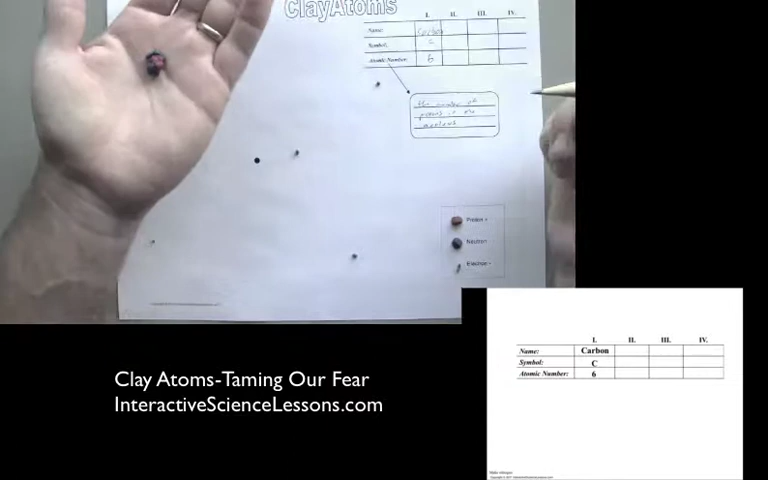 ClayAtoms
I. II. III. IV.
Name: Carbon
Symbol: C
Atomic Number: 6
the number of
protons in the
nucleus
Proton +
Neutron
Electron -
I. II. III. IV.
Name: Carbon
Symbol: C
Atomic Number: 6
Clay Atoms-Taming Our Fear
InteractiveScienceLessons.com